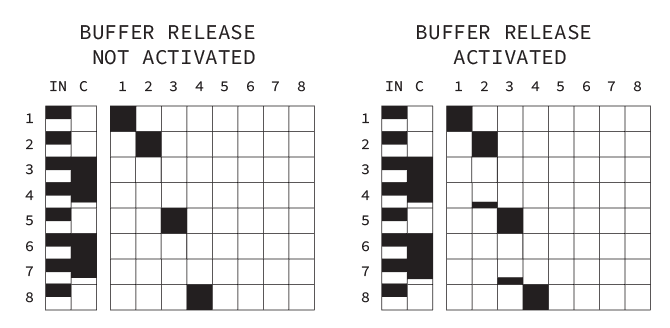 BUFFER RELEASE
NOT ACTIVATED
IN C 1 2 3 4 5 6 7 8
1
2
3
4
5
6
7
8
BUFFER RELEASE
ACTIVATED
IN C 1 2 3 4 5 6 7 8
1
2
3
4
5
6
7
8